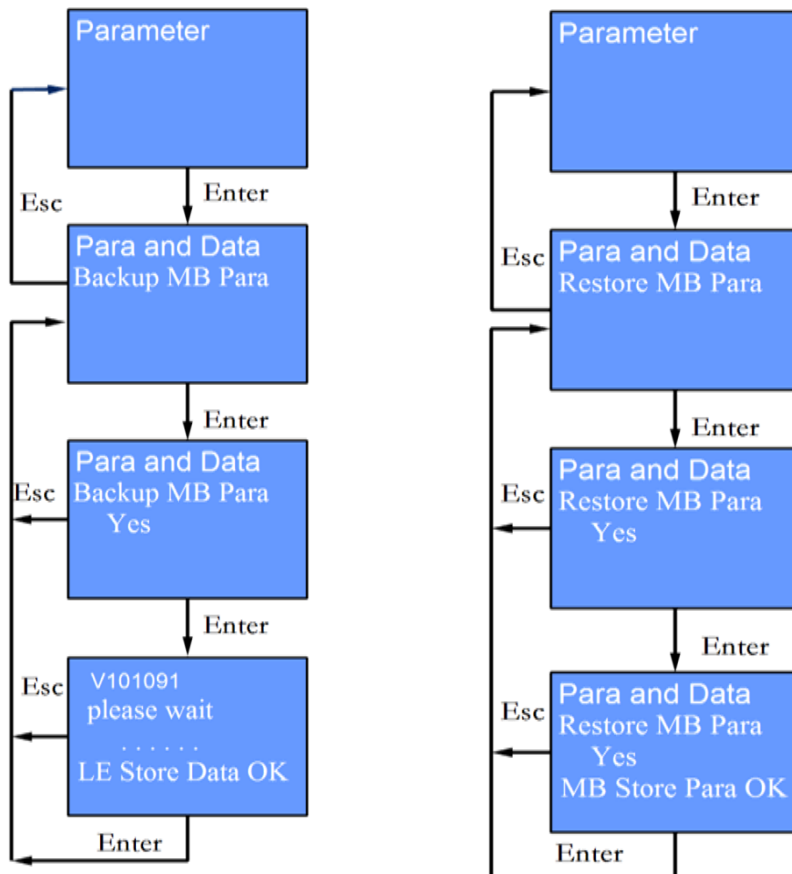 Parameter
Esc
Enter
Para and Data
Backup MB Para
Enter
Para and Data
Backup MB Para
Yes
Esc
Enter
Esc
V101091
please wait
. . . . . .
LE Store Data OK
Enter
Parameter
Enter
Esc
Para and Data
Restore MB Para
Enter
Para and Data
Restore MB Para
Yes
Esc
Enter
Para and Data
Restore MB Para
Yes
MB Store Para OK
Esc
Enter